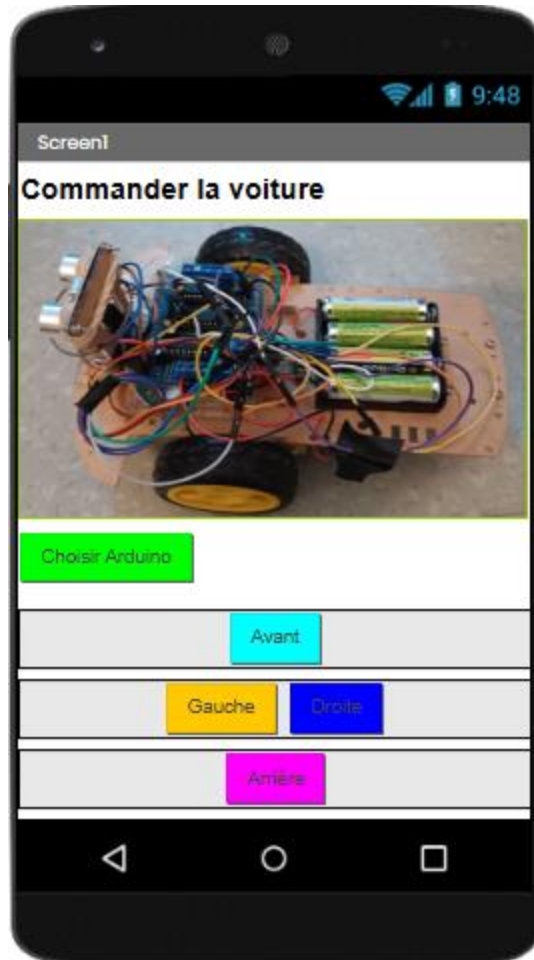 9:48
Screen1
Commander la voiture
Choisir Arduino
Avant
Gauche Droite
Arrière